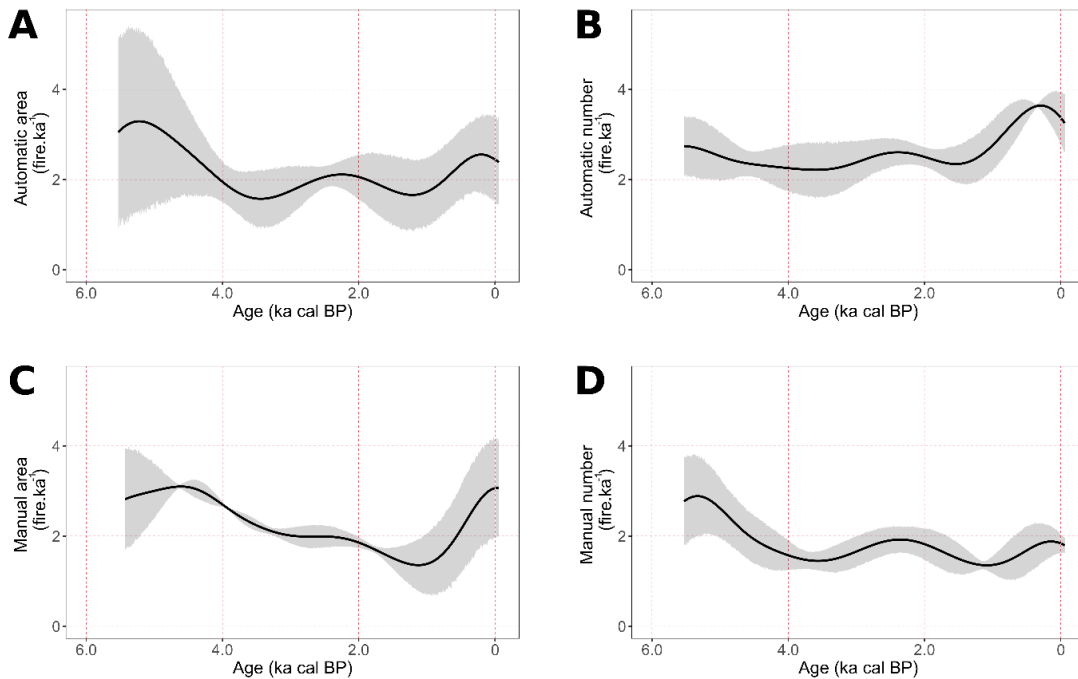 A
Automatic area
(fire.ka⁻¹)
4
2
0
6.0 4.0 2.0 0
Age (ka cal BP)
B
Automatic number
(fire.ka⁻¹)
4
2
0
6.0 4.0 2.0 0
Age (ka cal BP)
C
Manual area
(fire.ka⁻¹)
4
2
0
6.0 4.0 2.0 0
Age (ka cal BP)
D
Manual number
(fire.ka⁻¹)
4
2
0
6.0 4.0 2.0 0
Age (ka cal BP)